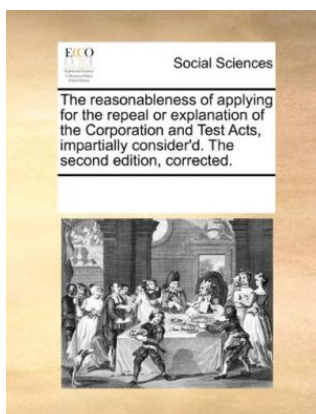 ECCO
Social Sciences
The reasonableness of applying
for the repeal or explanation of
the Corporation and Test Acts,
impartially consider'd. The
second edition, corrected.